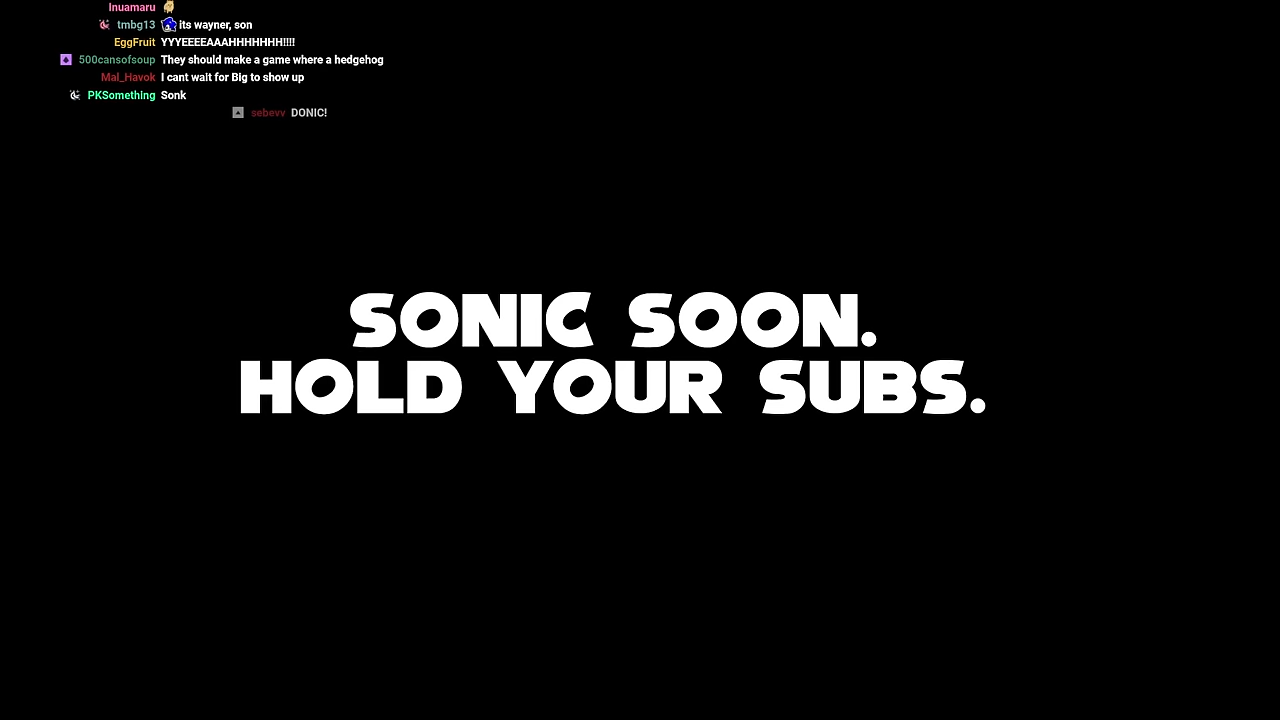 Inuamaru
tmbg13 its wayner, son
EggFruit YYYEEEEAAAHHHHHHH!!!!
500cansofsoup They should make a game where a hedgehog
Mal_Havok I cant wait for Big to show up
PKSomething Sonk
sebevv DONIC!
SONIC SOON.
HOLD YOUR SUBS.